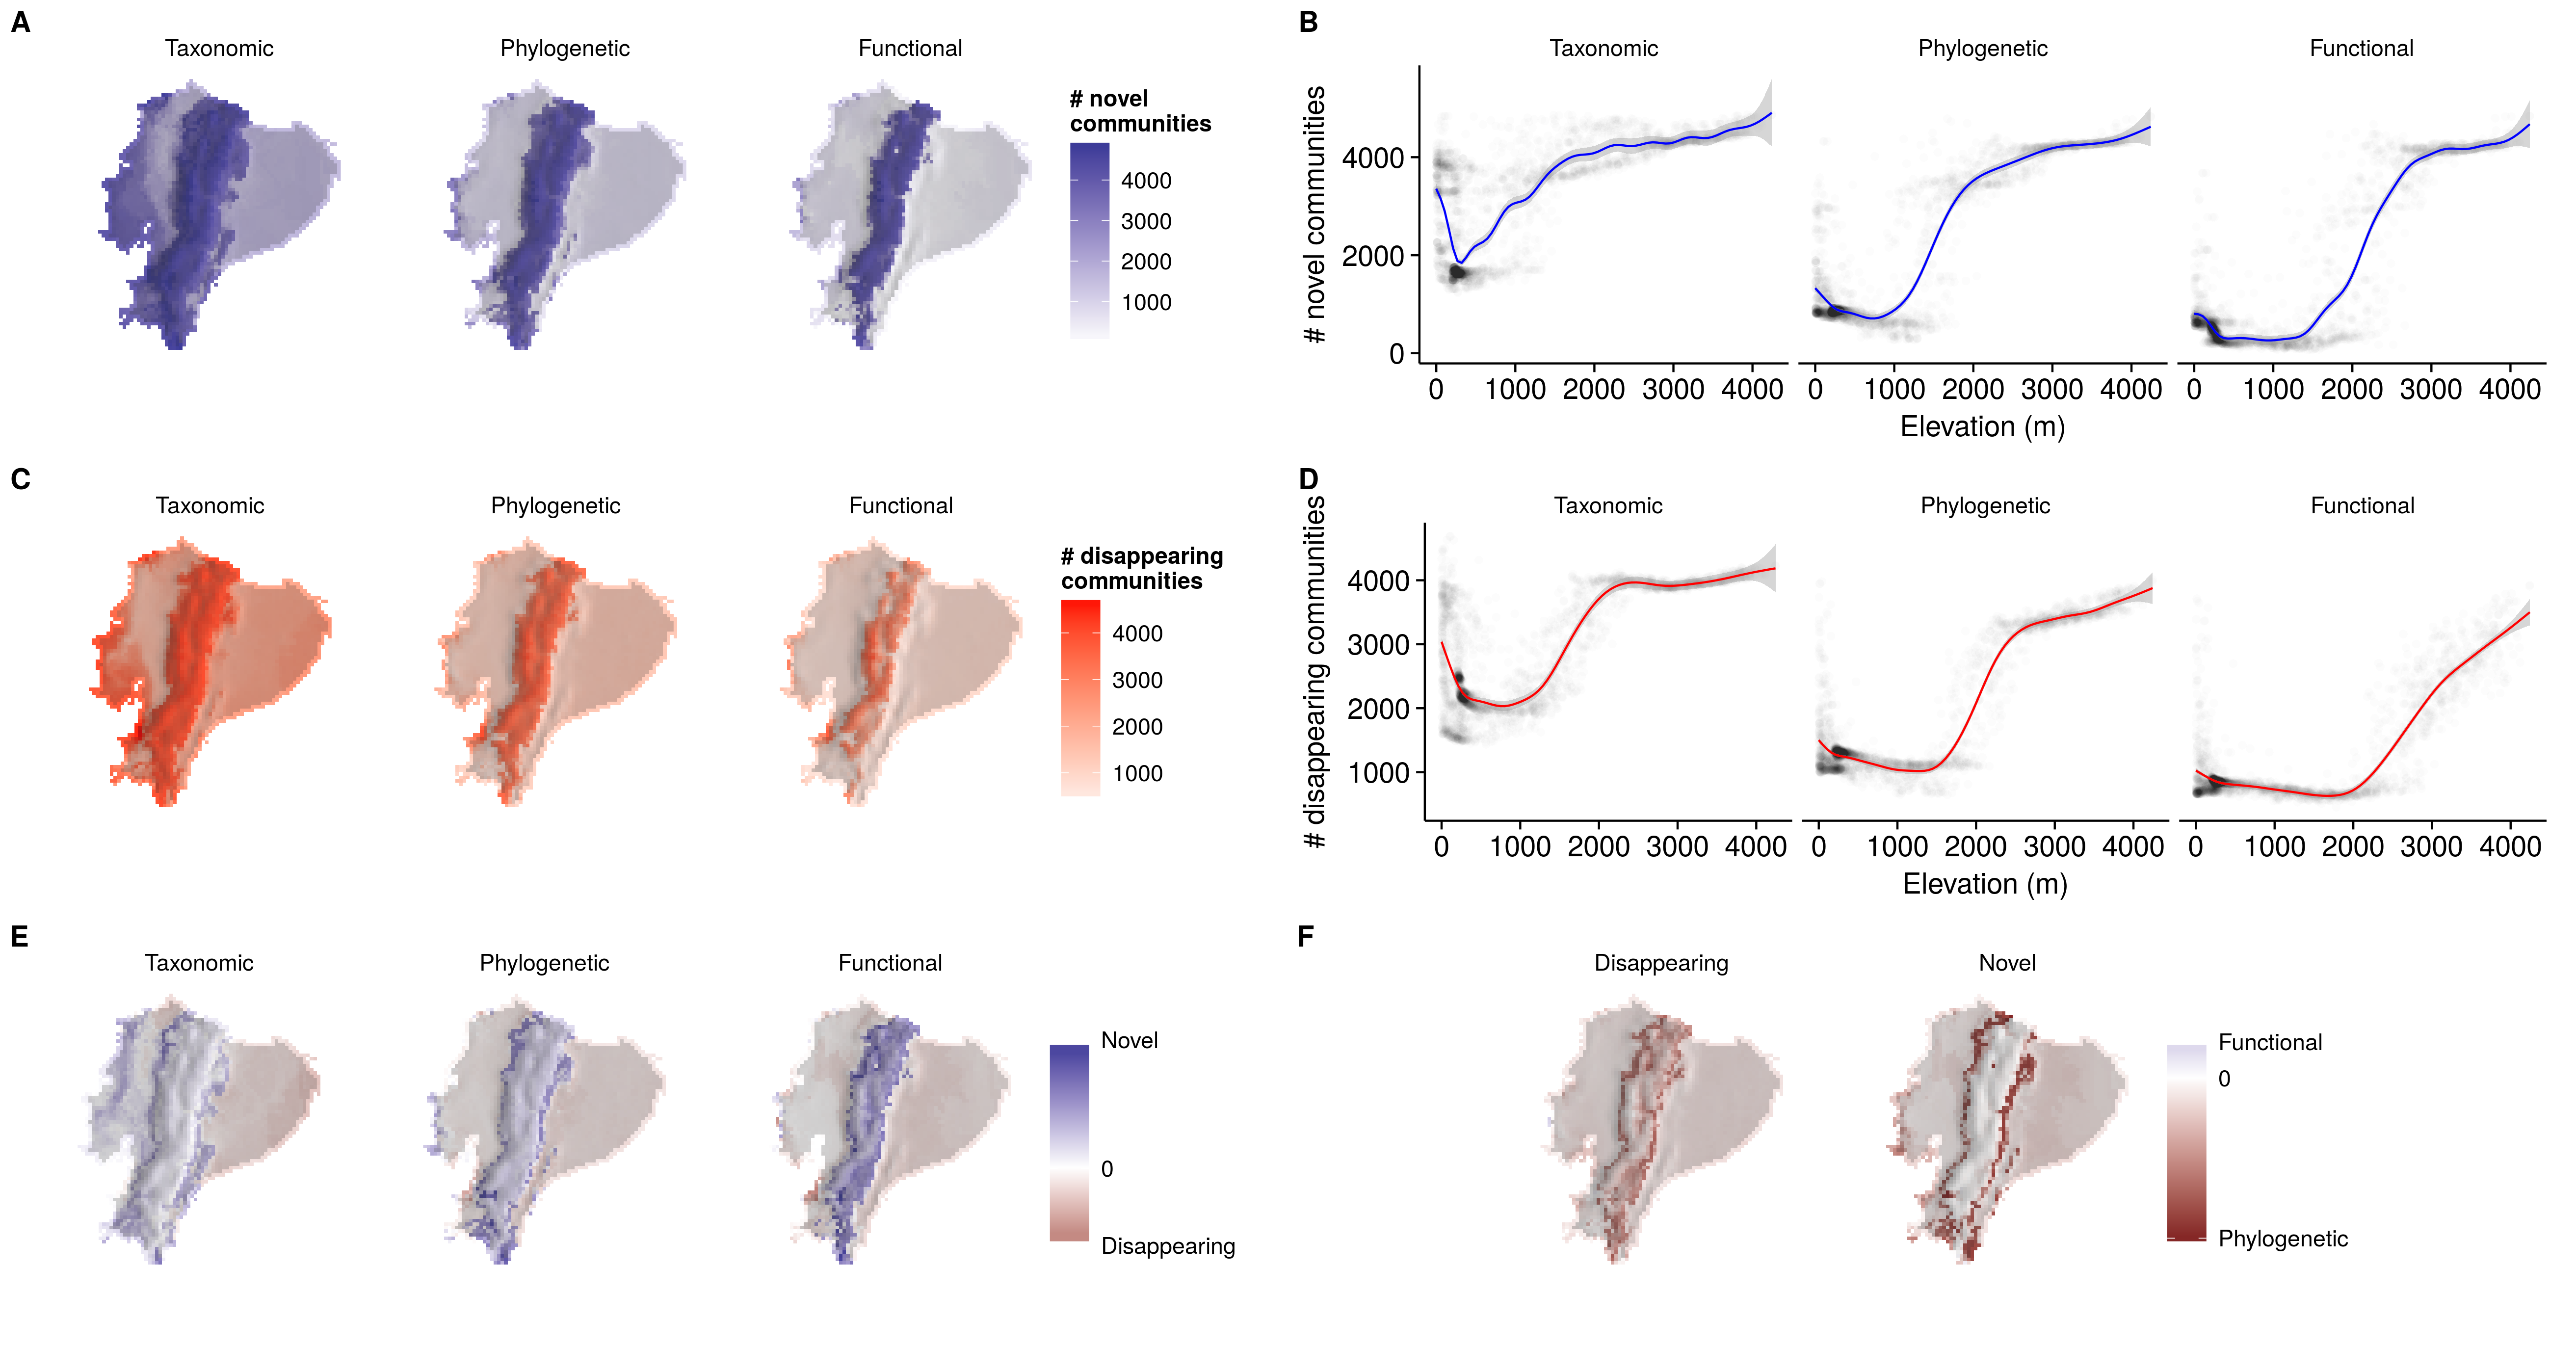 A
Taxonomic
Phylogenetic
Functional
# novel
communities
4000
3000
2000
1000
B
Taxonomic
Phylogenetic
Functional
# novel communities
4000
2000
0
0 1000 2000 3000 4000
0 1000 2000 3000 4000
0 1000 2000 3000 4000
Elevation (m)
C
Taxonomic
Phylogenetic
Functional
# disappearing
communities
4000
3000
2000
1000
D
Taxonomic
Phylogenetic
Functional
# disappearing communities
4000
3000
2000
1000
0 1000 2000 3000 4000
0 1000 2000 3000 4000
0 1000 2000 3000 4000
Elevation (m)
E
Taxonomic
Phylogenetic
Functional
Novel
0
Disappearing
F
Disappearing
Novel
Functional
0
Phylogenetic